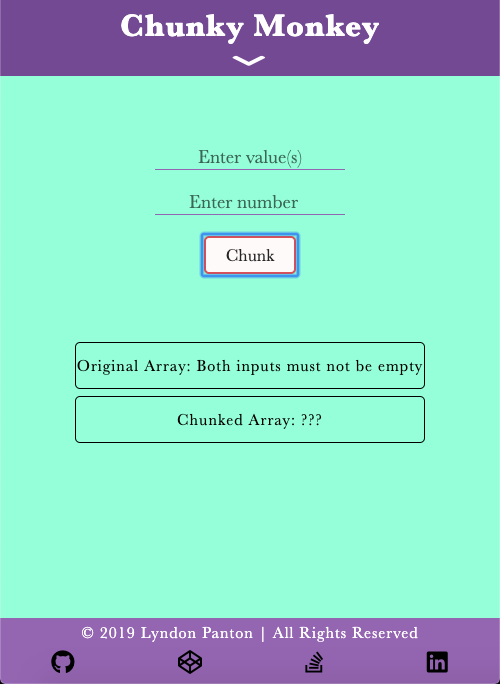 Chunky Monkey
Enter value(s)
Enter number
Chunk
Original Array: Both inputs must not be empty
Chunked Array: ???
© 2019 Lyndon Panton | All Rights Reserved
in